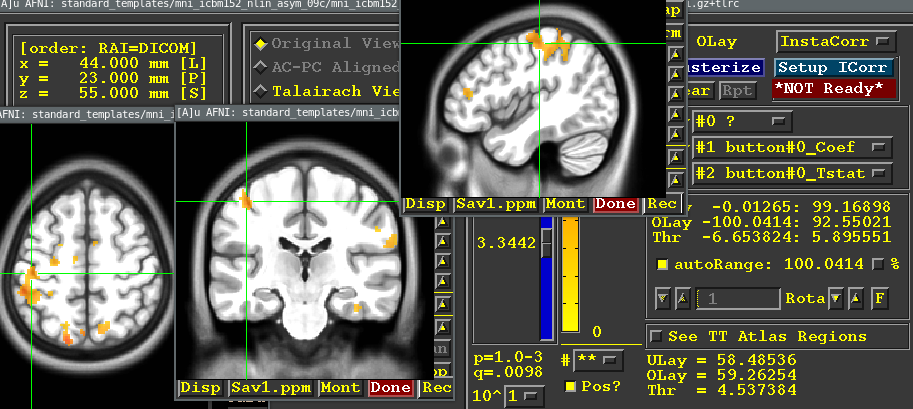 A]u AFNI: standard_templates/mni_icbm152_nlin_asym_09c/mni_icbm152
i.gz+tlrc
[order: RAI=DICOM]
x = 44.000 mm [L]
y = 23.000 mm [P]
z = 55.000 mm [S]
Original View
AC-PC Aligned
Talairach Vie
AFNI: standard_templates/mni_i
[A]u AFNI: standard_templates/mni_icb
Disp Sav1.ppm Mont Done Rec
Disp Sav1.ppm Mont Done Rec
ap
rm
OLay InstaCorr
usterize Setup ICorr
ear Rpt *NOT Ready*
#0 ?
#1 button#0_Coef
#2 button#0_Tstat
y -0.01265: 99.16898
OLay -100.0414: 92.55021
Thr -6.653824: 5.895551
autoRange: 100.0414 %
1 Rota F
See TT Atlas Regions
ULay = 58.48536
OLay = 59.26254
Thr = 4.537384
3.3442
0
p=1.0-3
q=.0098
# **
10^ 1
Pos?
an
op